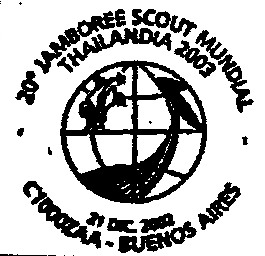 20º JAMBOREE SCOUT MUNDIAL
THAILANDIA 2003
21 DIC. 2002
C1000ZAA - BUENOS AIRES